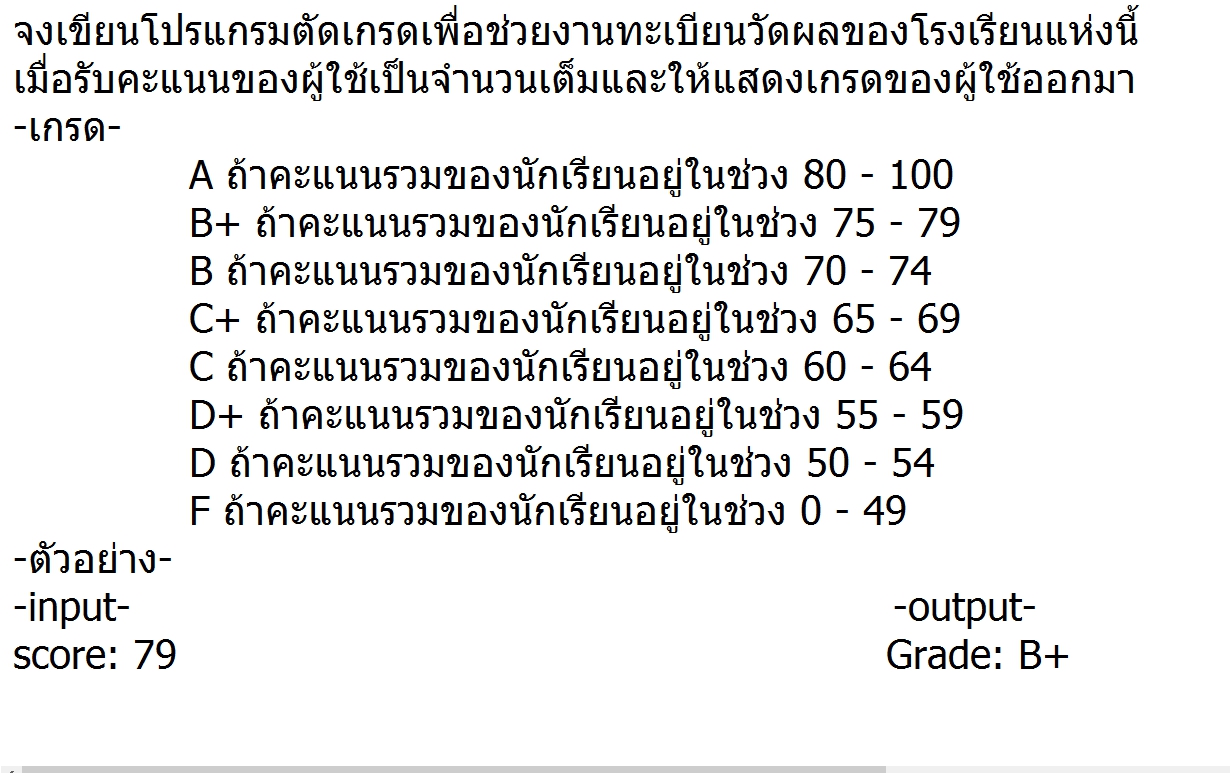 จงเขียนโปรแกรมตัดเกรดเพื่อช่วยงานทะเบียนวัดผลของโรงเรียนแห่งนี้
เมื่อรับคะแนนของผู้ใช้เป็นจำนวนเต็มและให้แสดงเกรดของผู้ใช้ออกมา
-เกรด-
A ถ้าคะแนนรวมของนักเรียนอยู่ในช่วง 80 - 100
B+ ถ้าคะแนนรวมของนักเรียนอยู่ในช่วง 75 - 79
B ถ้าคะแนนรวมของนักเรียนอยู่ในช่วง 70 - 74
C+ ถ้าคะแนนรวมของนักเรียนอยู่ในช่วง 65 - 69
C ถ้าคะแนนรวมของนักเรียนอยู่ในช่วง 60 - 64
D+ ถ้าคะแนนรวมของนักเรียนอยู่ในช่วง 55 - 59
D ถ้าคะแนนรวมของนักเรียนอยู่ในช่วง 50 - 54
F ถ้าคะแนนรวมของนักเรียนอยู่ในช่วง 0 - 49
-ตัวอย่าง-
-input- -output-
score: 79 Grade: B+